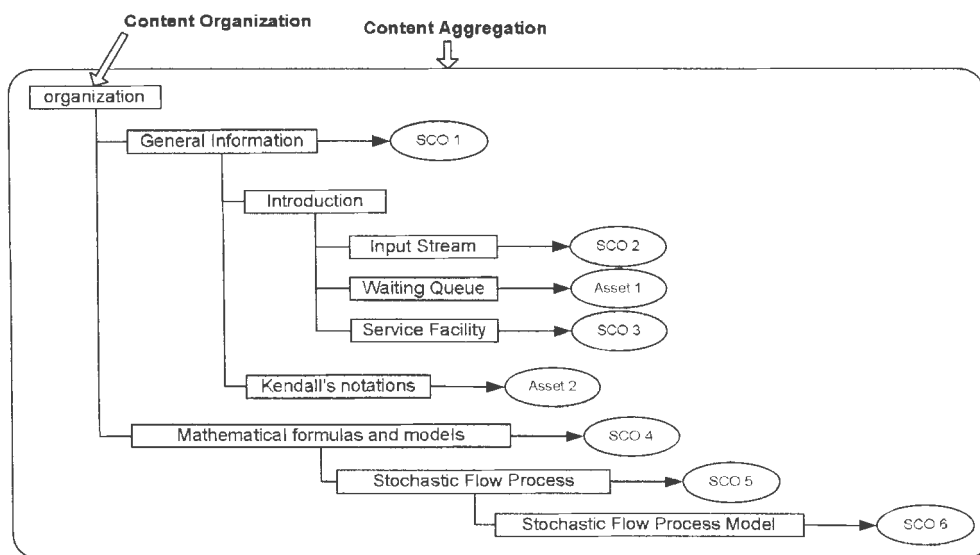 Content Organization
Content Aggregation
organization
General Information
SCO 1
Introduction
Input Stream
SCO 2
Waiting Queue
Asset 1
Service Facility
SCO 3
Kendall's notations
Asset 2
Mathematical formulas and models
SCO 4
Stochastic Flow Process
SCO 5
Stochastic Flow Process Model
SCO 6